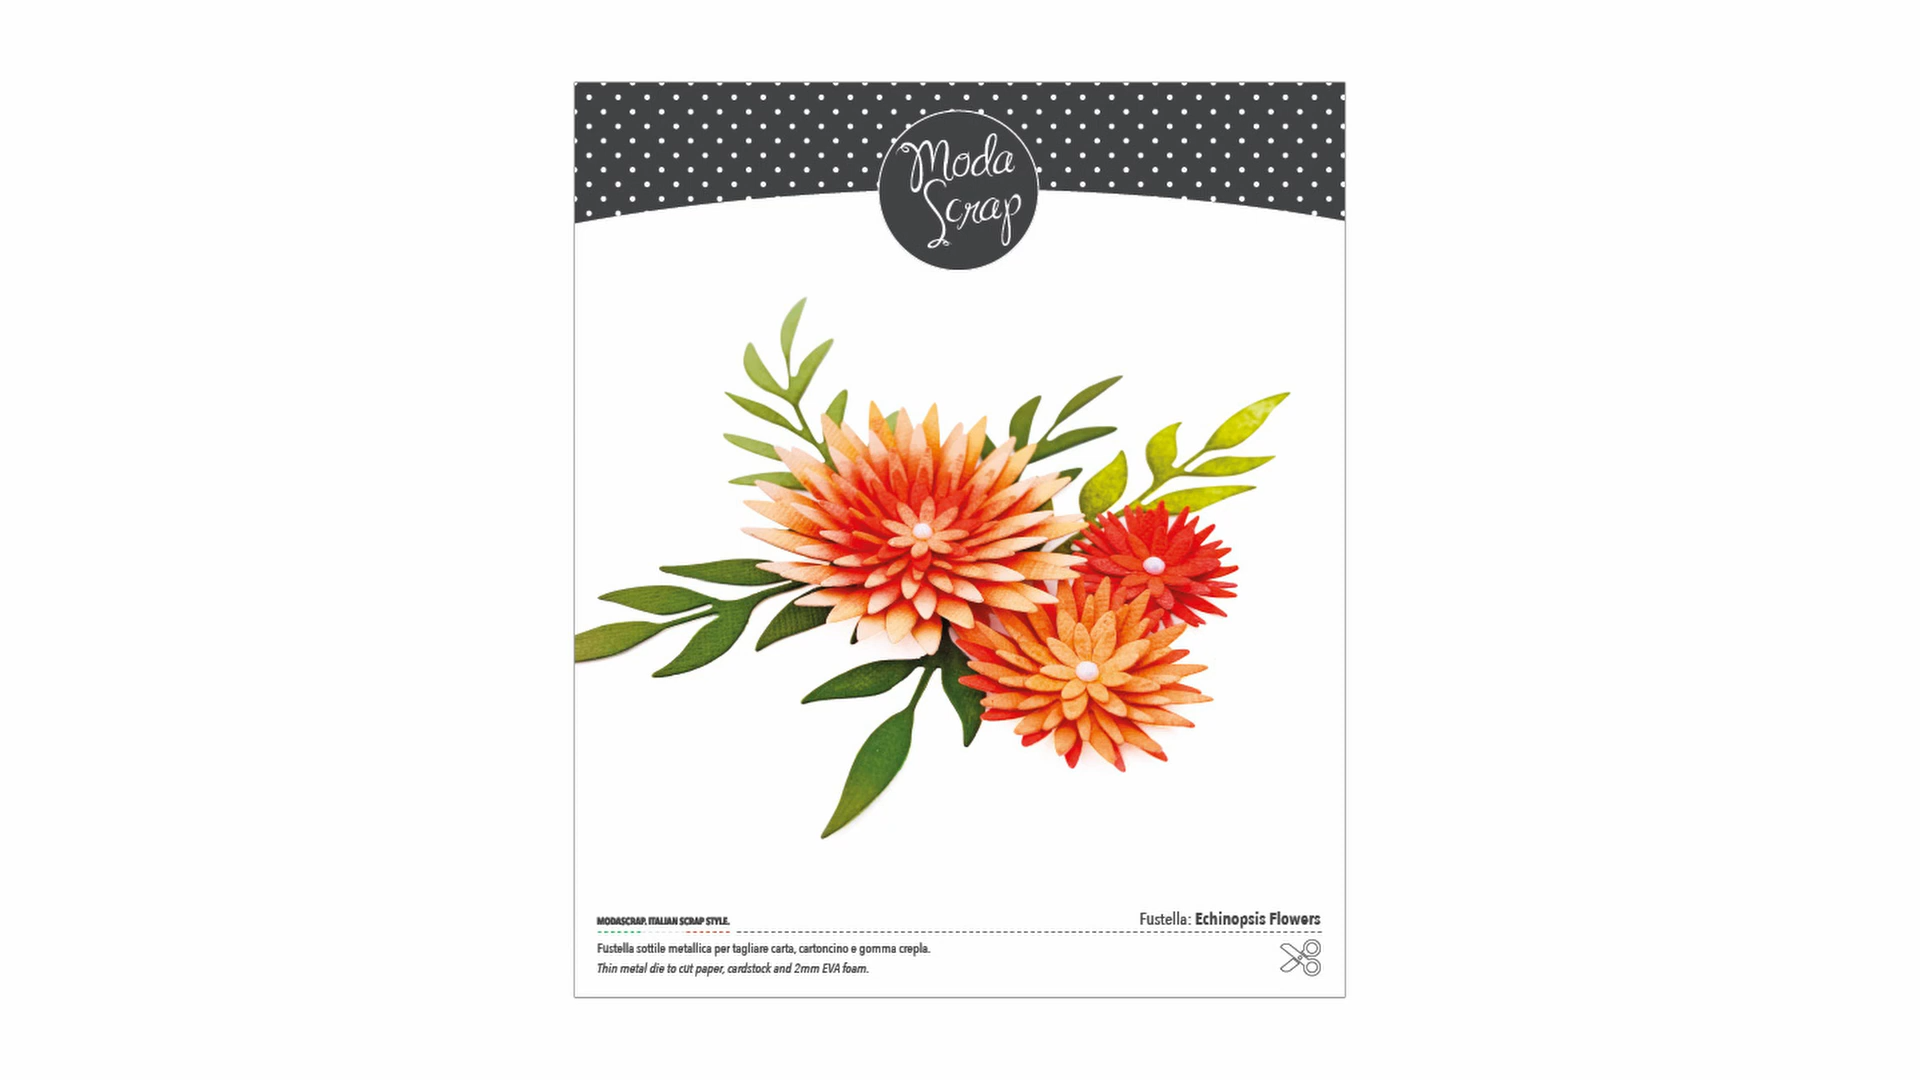 Moda
Scrap
MODASCRAP. ITALIAN SCRAP STYLE.
Fustella: Echinopsis Flowers
Fustella sottile metallica per tagliare carta, cartoncino e gomma crepla.
Thin metal die to cut paper, cardstock and 2mm EVA foam.